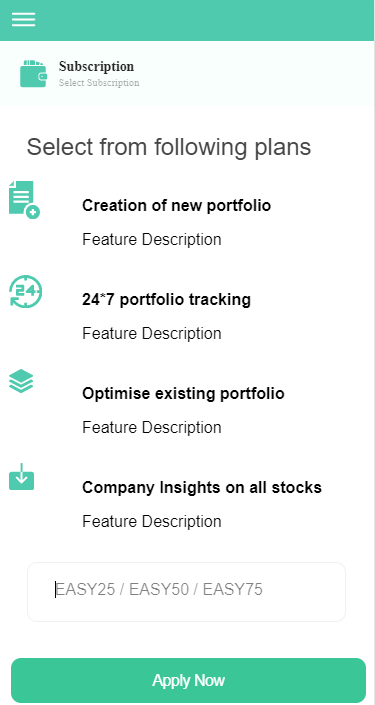 Subscription
Select Subscription
Select from following plans
Creation of new portfolio
Feature Description
24
24*7 portfolio tracking
Feature Description
Optimise existing portfolio
Feature Description
Company Insights on all stocks
Feature Description
EASY25 / EASY50 / EASY75
Apply Now